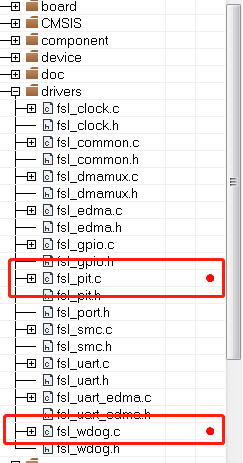 board
CMSIS
component
device
doc
drivers
fsl_clock.c
fsl_clock.h
fsl_common.c
fsl_common.h
fsl_dmamux.c
fsl_dmamux.h
fsl_edma.c
fsl_edma.h
fsl_gpio.c
fsl_gpio.h
fsl_pit.c
fsl_pit.h
fsl_port.h
fsl_smc.c
fsl_smc.h
fsl_uart.c
fsl_uart.h
fsl_uart_edma.c
fsl_uart_edma.h
fsl_wdog.c
fsl_wdog.h